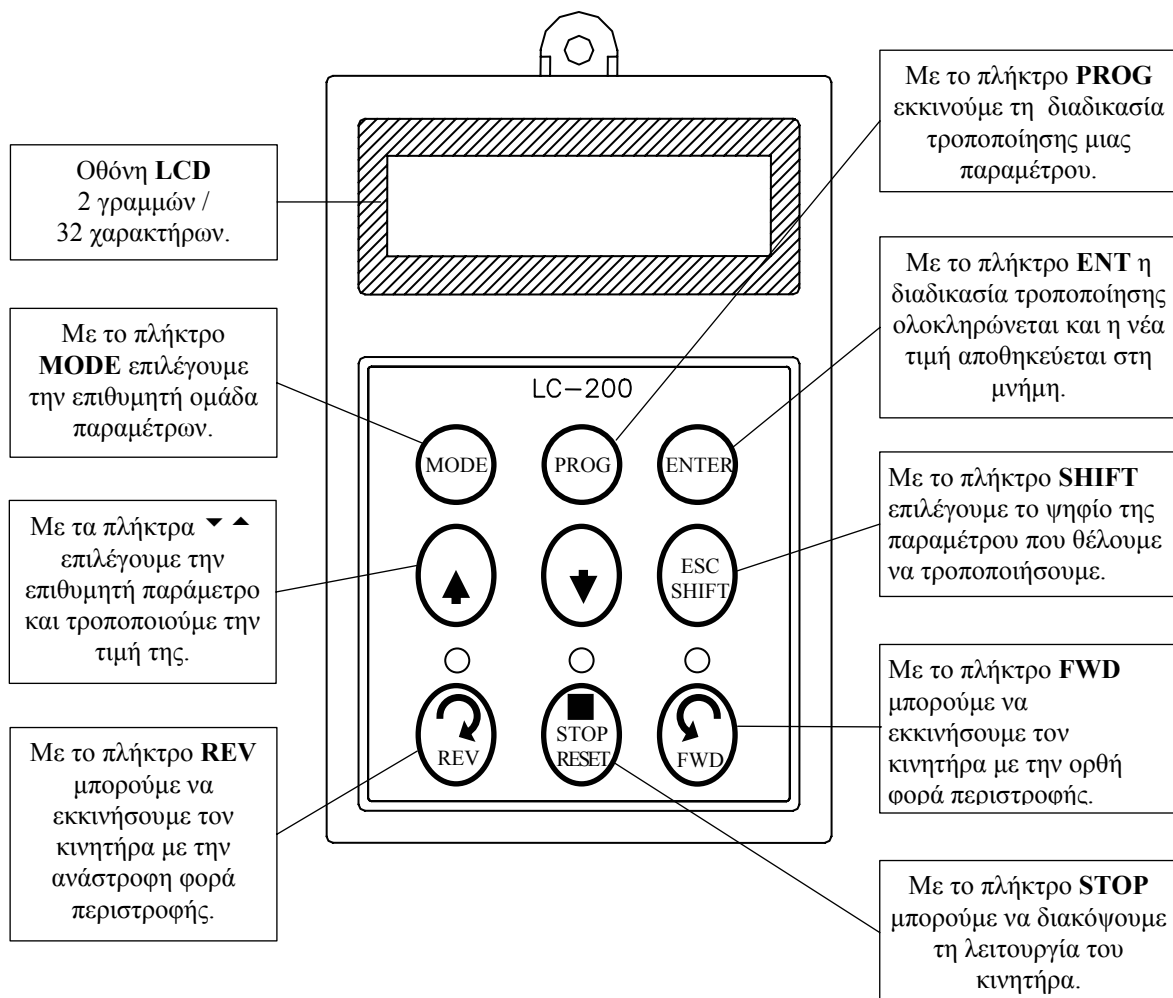 Οθόνη LCD
2 γραμμών /
32 χαρακτήρων.
Με το πλήκτρο
MODE επιλέγουμε
την επιθυμητή ομάδα
παραμέτρων.
Με τα πλήκτρα ▼ ▲
επιλέγουμε την
επιθυμητή παράμετρο
και τροποποιούμε την
τιμή της.
Με το πλήκτρο REV
μπορούμε να
εκκινήσουμε τον
κινητήρα με την
ανάστροφη φορά
περιστροφής.
LC-200
MODE
PROG
ENTER
ESC
SHIFT
REV
STOP
RESET
FWD
Με το πλήκτρο PROG
εκκινούμε τη διαδικασία
τροποποίησης μιας
παραμέτρου.
Με το πλήκτρο ENT η
διαδικασία τροποποίησης
ολοκληρώνεται και η νέα
τιμή αποθηκεύεται στη
μνήμη.
Με το πλήκτρο SHIFT
επιλέγουμε το ψηφίο της
παραμέτρου που θέλουμε
να τροποποιήσουμε.
Με το πλήκτρο FWD
μπορούμε να
εκκινήσουμε τον
κινητήρα με την ορθή
φορά περιστροφής.
Με το πλήκτρο STOP
μπορούμε να διακόψουμε
τη λειτουργία του
κινητήρα.